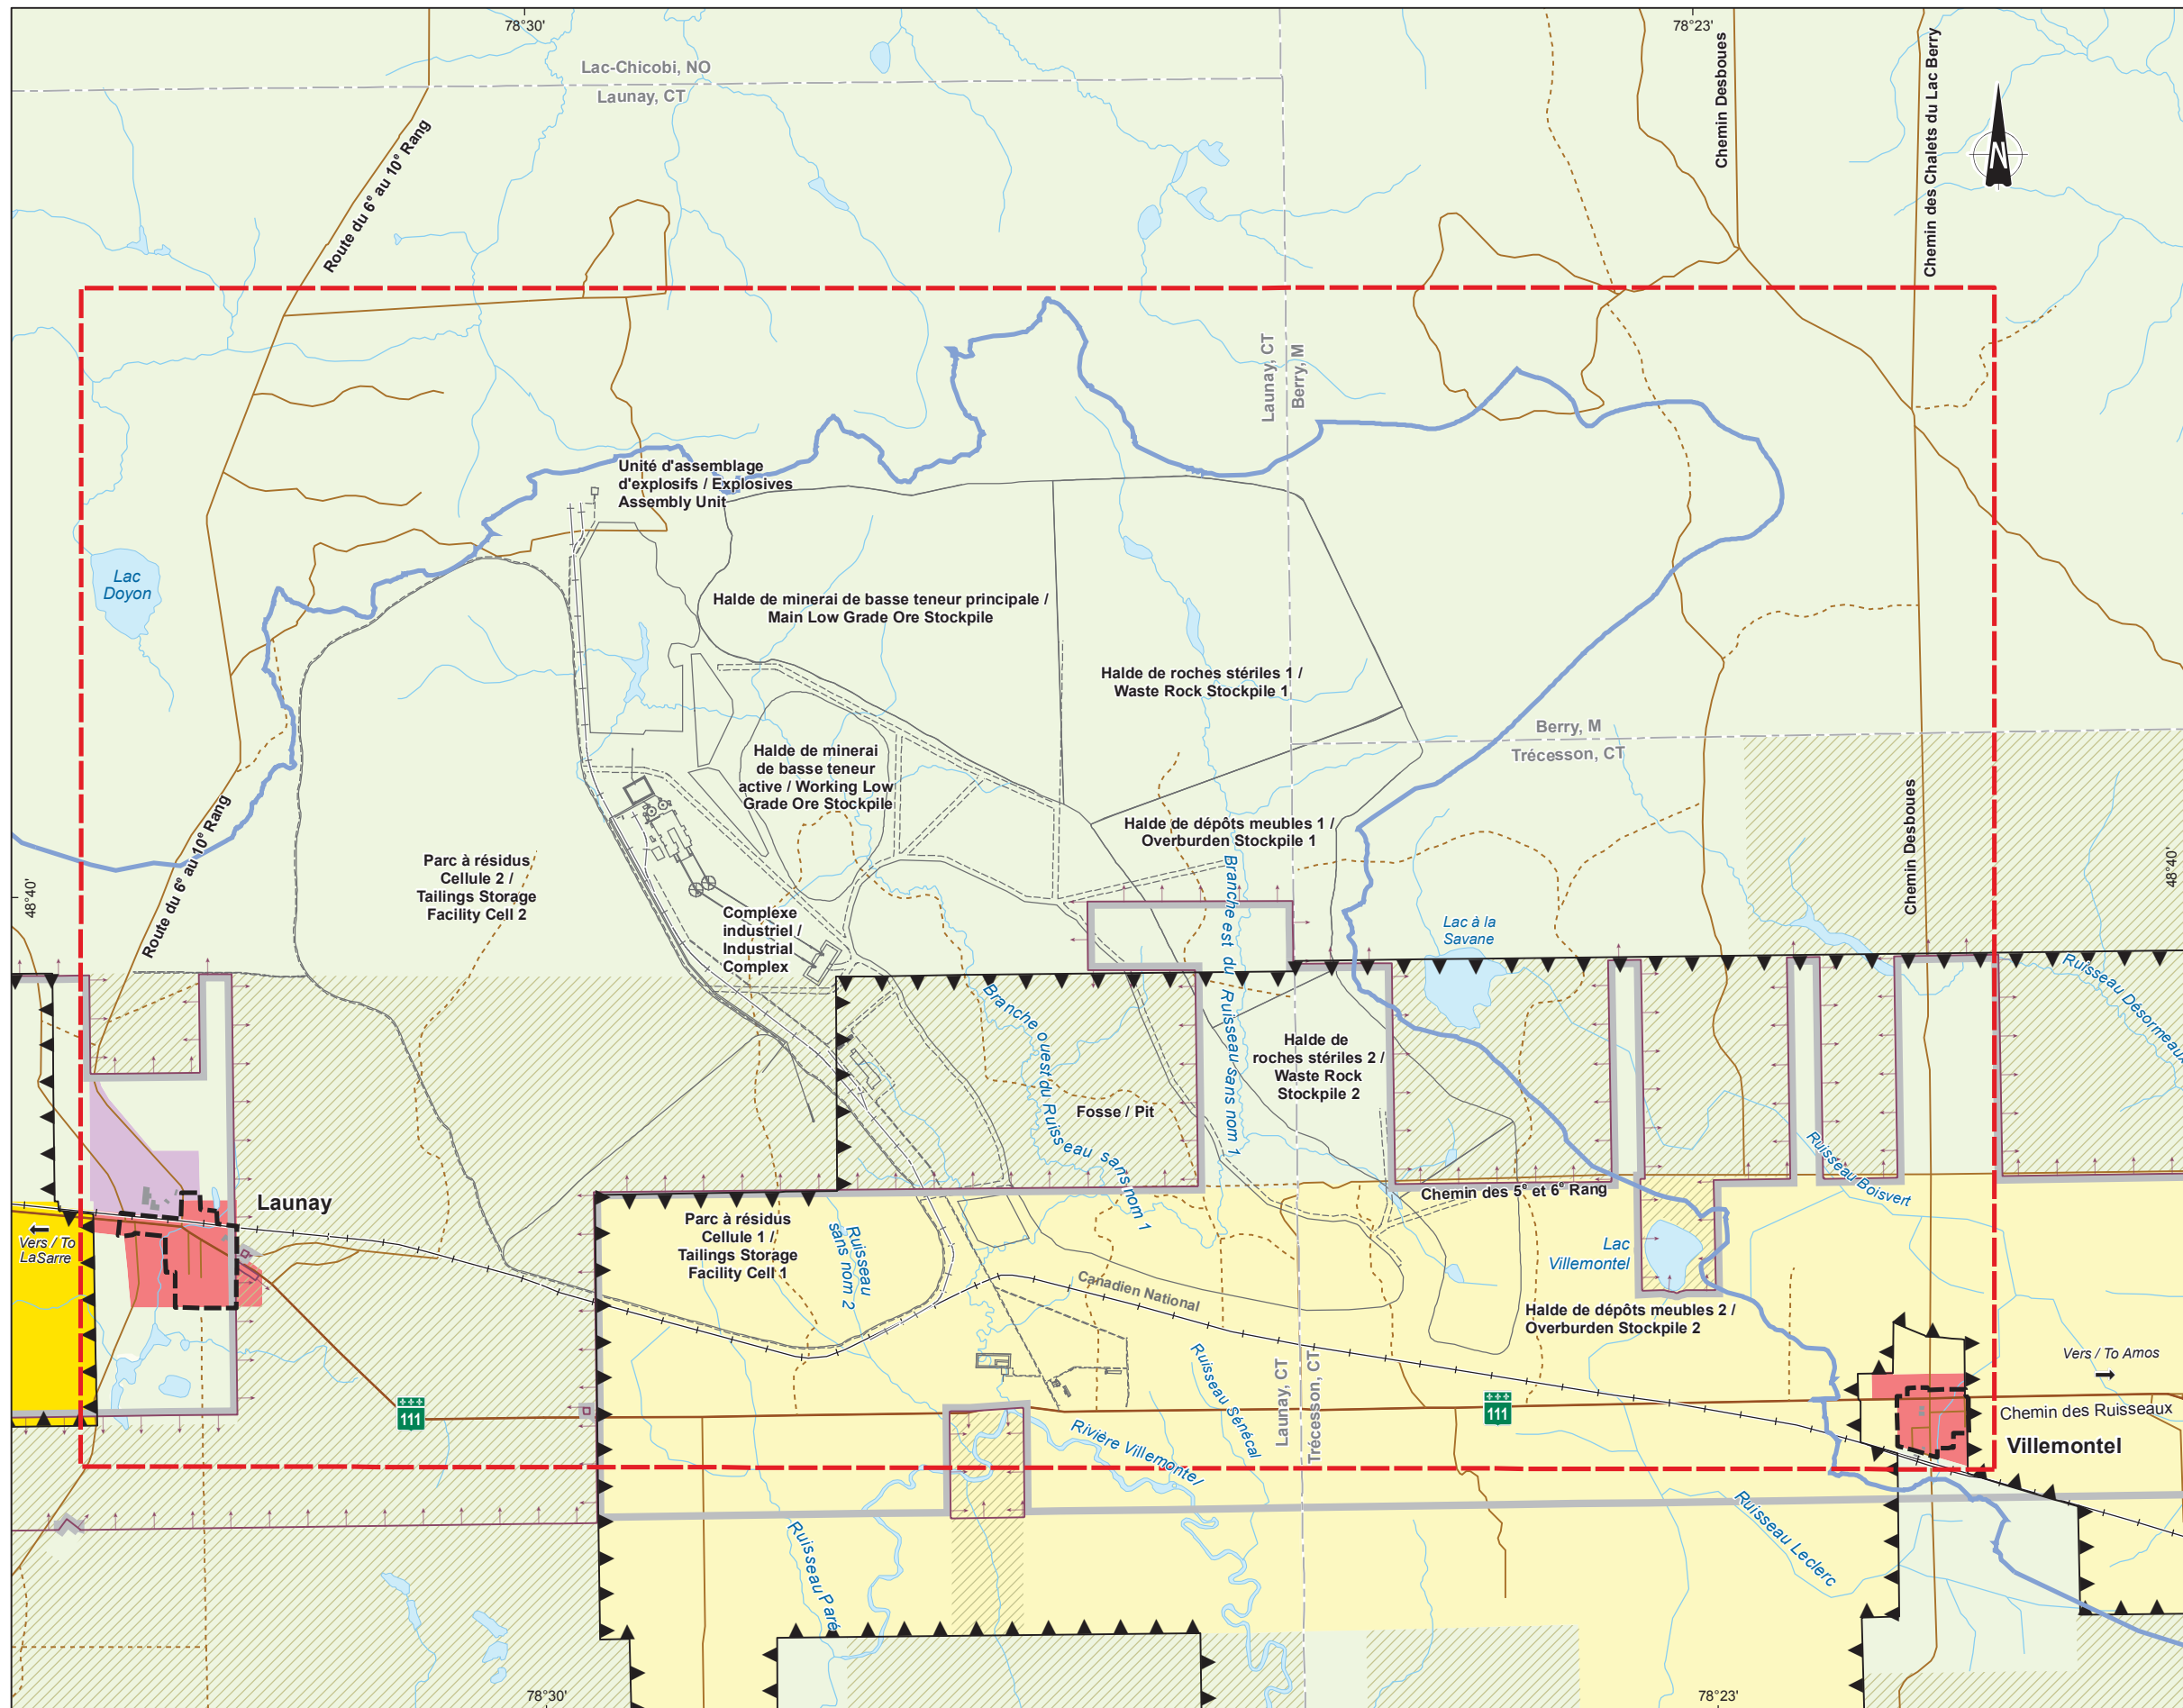 78°30'
78°23'
Lac-Chicobi, NO
Launay, CT
Route du 6e au 10e Rang
Chemin Desboues
Chemin des Chalets du Lac Berry
N
Launay, CT
Berry, M
Unité d'assemblage
d'explosifs / Explosives
Assembly Unit
Lac
Doyon
Halde de minerai de basse teneur principale /
Main Low Grade Ore Stockpile
Halde de roches stériles 1 /
Waste Rock Stockpile 1
Berry, M
Trécesson, CT
Halde de minerai
de basse teneur
active / Working Low
Grade Ore Stockpile
Halde de dépôts meubles 1 /
Overburden Stockpile 1
Route du 6e au 10e Rang
Parc à résidus
Cellule 2 /
Tailings Storage
Facility Cell 2
Chemin Desboues
48°40'
48°40'
Complexe
industriel /
Industrial
Complex
Lac à la
Savane
Branche est du Ruisseau sans nom 1
Branche ouest du Ruisseau sans nom 1
Ruisseau Désormeaux
Halde de
roches stériles 2 /
Waste Rock
Stockpile 2
Fosse / Pit
Ruisseau Boisvert
Chemin des 5e et 6e Rang
Launay
Vers / To
LaSarre
Parc à résidus
Cellule 1 /
Tailings Storage
Facility Cell 1
Ruisseau
sans nom 2
Canadien National
Lac
Villemontel
Halde de dépôts meubles 2 /
Overburden Stockpile 2
Vers / To Amos
Launay, CT
Trécesson, CT
Ruisseau Sénécal
111
111
Chemin des Ruisseaux
Villemontel
Rivière Villemontel
Ruisseau Paré
Ruisseau Leclerc
78°30'
78°23'